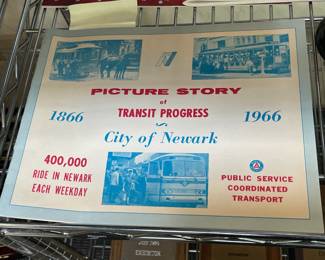 PICTURE STORY
of
1866 TRANSIT PROGRESS 1966
City of Newark
400,000
RIDE IN NEWARK
EACH WEEKDAY
PUBLIC SERVICE
COORDINATED
TRANSPORT